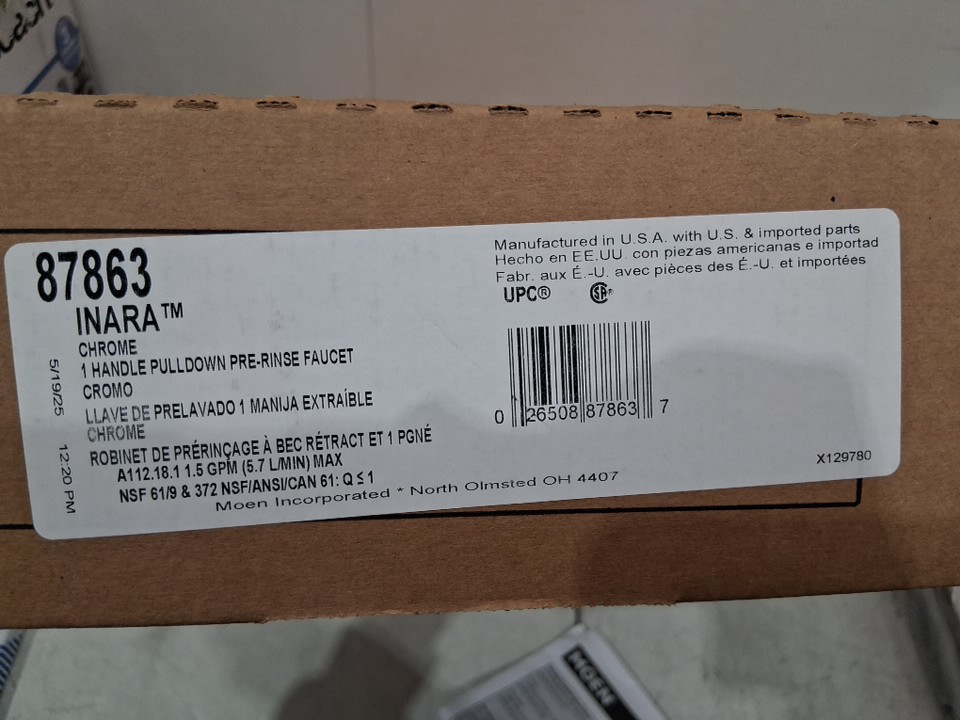 87863
INARA™
CHROME
1 HANDLE PULLDOWN PRE-RINSE FAUCET
CROMO
LLAVE DE PRELAVADO 1 MANIJA EXTRAÍBLE
CHROME
ROBINET DE PRÉRINÇAGE À BEC RÉTRACT ET 1 PGNÉ
A112.18.1 1.5 GPM (5.7 L/MIN) MAX
NSF 61/9 & 372 NSF/ANSI/CAN 61: Q ≤ 1
Moen Incorporated * North Olmsted OH 4407
5/19/25 12:20 PM
Manufactured in U.S.A. with U.S. & imported parts
Hecho en EE.UU. con piezas americanas e importad
Fabr. aux É.-U. avec pièces des É.-U. et importées
UPC® CSA®
0 26508 87863 7
X129780
MOEN